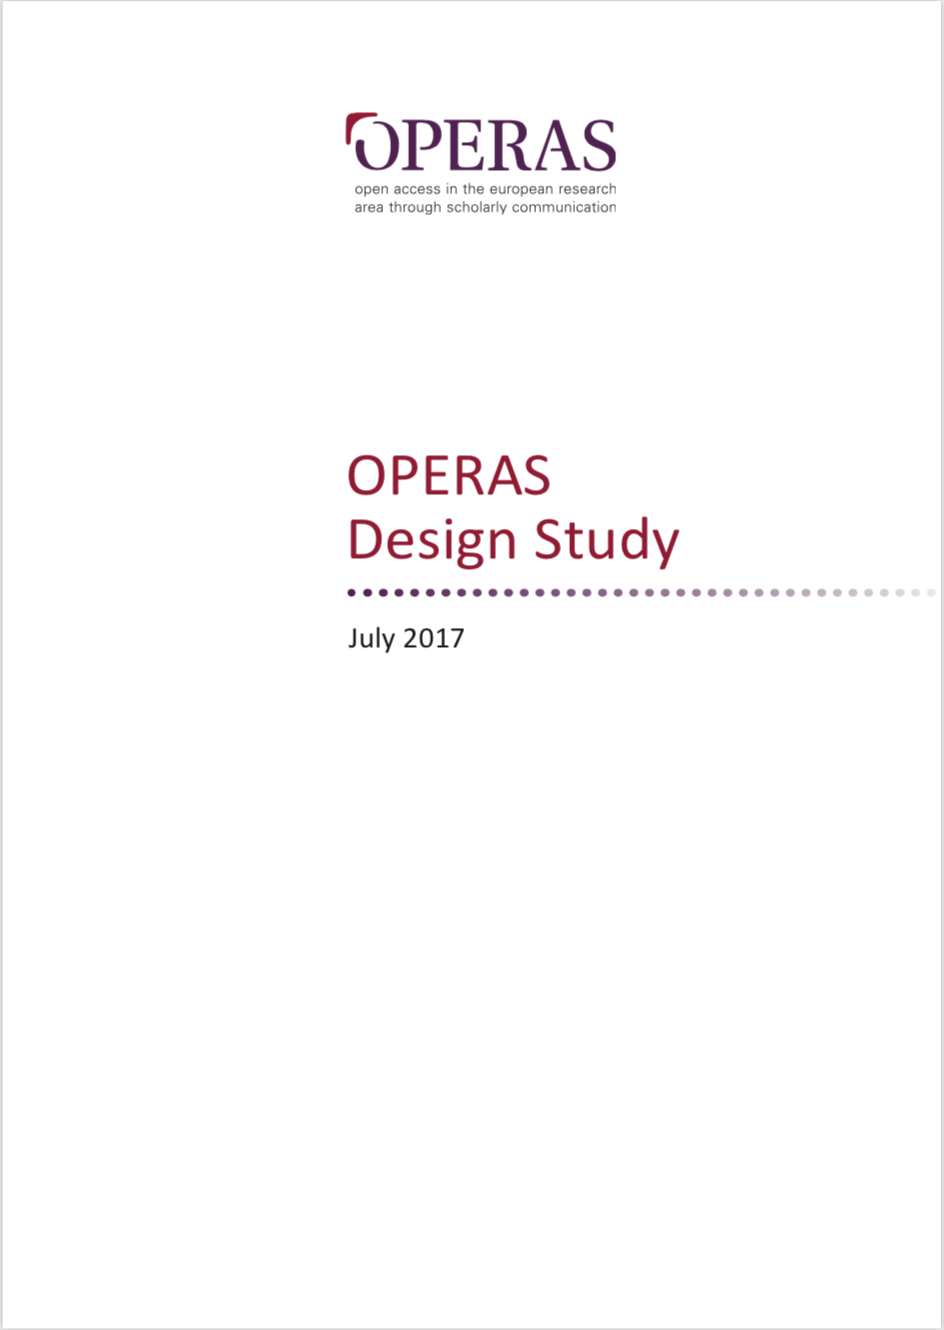 OPERAS
open access in the european research
area through scholarly communication
OPERAS
Design Study
July 2017